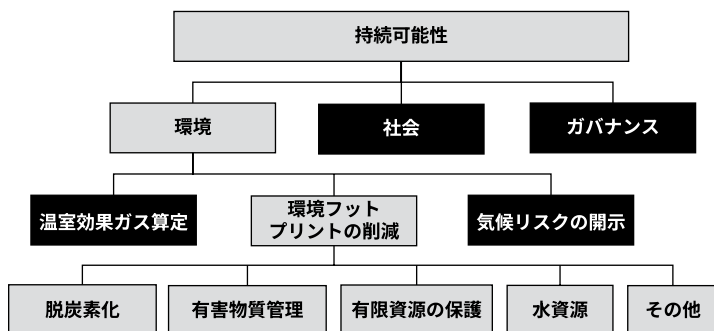 持続可能性
環境
社会
ガバナンス
温室効果ガス算定
環境フット
プリントの削減
気候リスクの開示
脱炭素化
有害物質管理
有限資源の保護
水資源
その他